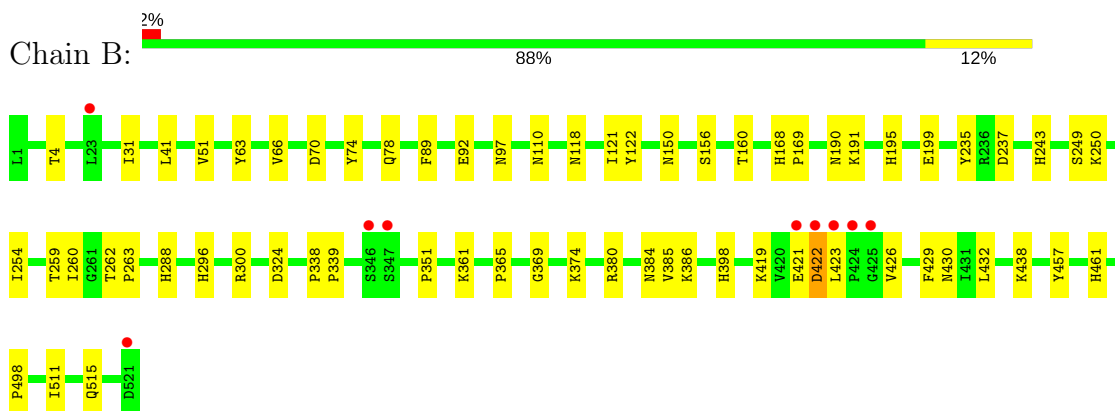 2%
Chain B:
88% 12%
L1 T4 L23 I31 L41 V51 Y63 V66 D70 Y74 Q78 F89 E92 N97 N110 N118 I121 Y122 N150 S156 T160 H168 P169 N190 K191 H195 E199 Y235 R236 D237 H243 S249 K250
I254 T259 I260 G261 T262 P263 H288 H296 R300 D324 P338 P339 S346 S347 P351 K361 P365 G369 K374 R380 N384 V385 K386 H398 K419 V420 E421 D422 L423 P424 G425 V426 F429 N430 I431 L432 K438 Y457 H461
P498 I511 Q515 D521